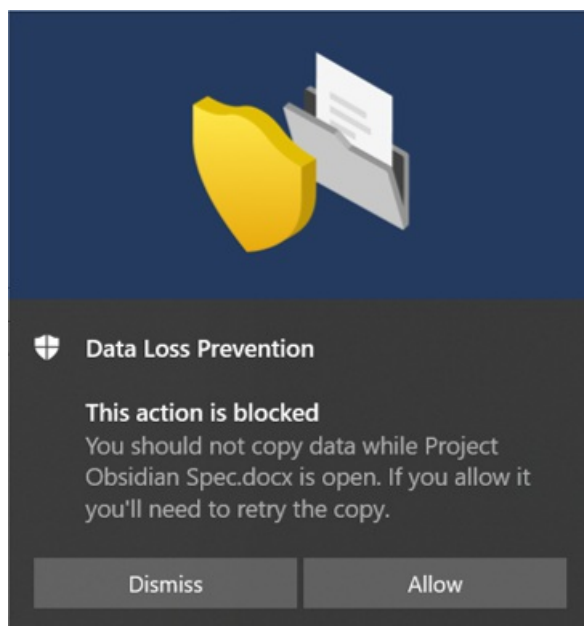 Data Loss Prevention
This action is blocked
You should not copy data while Project
Obsidian Spec.docx is open. If you allow it
you'll need to retry the copy.
Dismiss
Allow